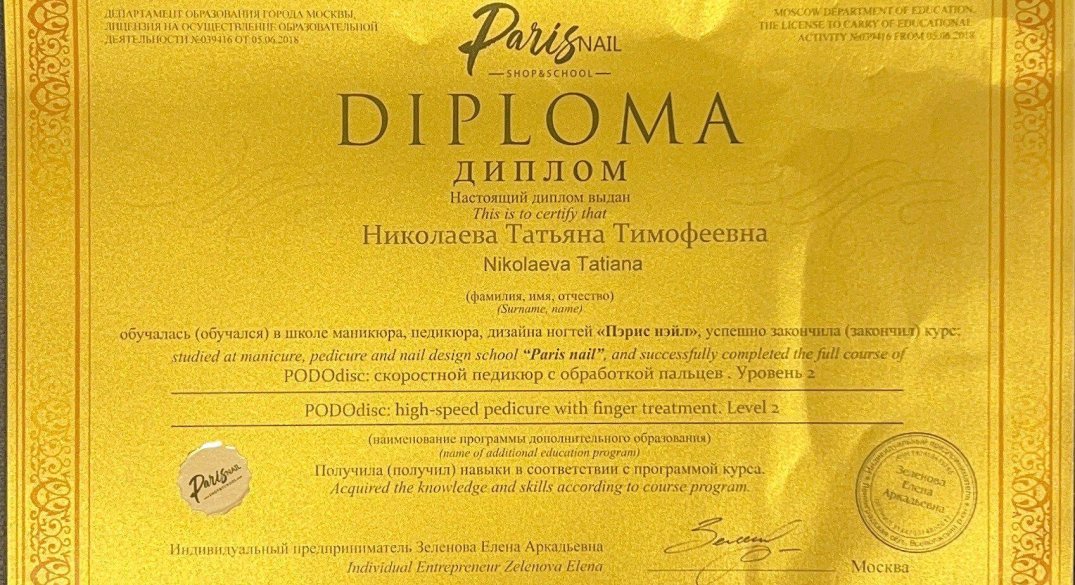 ДЕПАРТАМЕНТ ОБРАЗОВАНИЯ ГОРОДА МОСКВЫ,
ЛИЦЕНЗИЯ НА ОСУЩЕСТВЛЕНИЕ ОБРАЗОВАТЕЛЬНОЙ
ДЕЯТЕЛЬНОСТИ №039416 ОТ 05.06.2018
MOSCOW DEPARTMENT OF EDUCATION,
THE LICENSE TO CARRY OF EDUCATIONAL
ACTIVITY №039416 FROM 05.06.2018
Paris NAIL
SHOP&SCHOOL
DIPLOMA
ДИПЛОМ
Настоящий диплом выдан
This is to certify that
Николаева Татьяна Тимофеевна
Nikolaeva Tatiana
(фамилия, имя, отчество)
(Surname, name)
обучалась (обучался) в школе маникюра, педикюра, дизайна ногтей «Пэрис нэйл», успешно закончила (закончил) курс:
studied at manicure, pedicure and nail design school “Paris nail”, and successfully completed the full course of
PODOdisc: скоростной педикюр с обработкой пальцев . Уровень 2
PODOdisc: high-speed pedicure with finger treatment. Level 2
(наименование программы дополнительного образования)
(name of additional education program)
Получила (получил) навыки в соответствии с программой курса.
Acquired the knowledge and skills according to course program.
Paris NAIL
SHOP&SCHOOL
Зеленова
Елена
Аркадьевна
Индивидуальный предприниматель Зеленова Елена Аркадьевна
Individual Entrepreneur Zelenova Elena
Москва